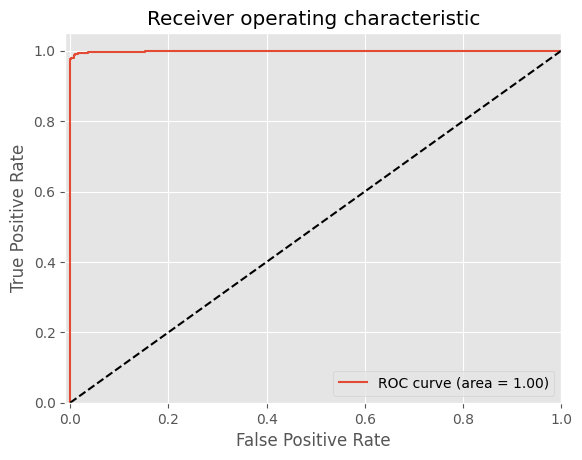 Receiver operating characteristic
True Positive Rate
1.0
0.8
0.6
0.4
0.2
0.0
0.0 0.2 0.4 0.6 0.8 1.0
False Positive Rate
ROC curve (area = 1.00)